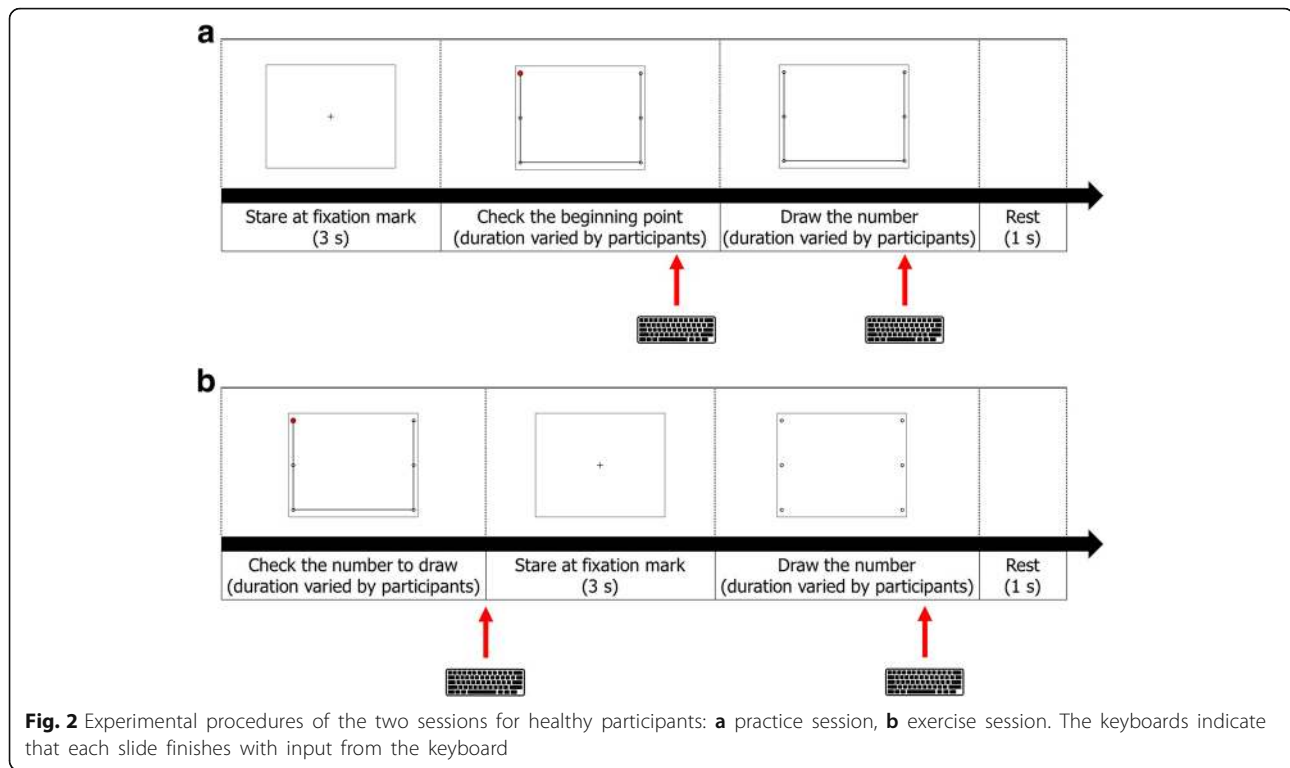 a
Stare at fixation mark
(3 s)
Check the beginning point
(duration varied by participants)
Draw the number
(duration varied by participants)
Rest
(1 s)
b
Check the number to draw
(duration varied by participants)
Stare at fixation mark
(3 s)
Draw the number
(duration varied by participants)
Rest
(1 s)
Fig. 2 Experimental procedures of the two sessions for healthy participants: a practice session, b exercise session. The keyboards indicate
that each slide finishes with input from the keyboard